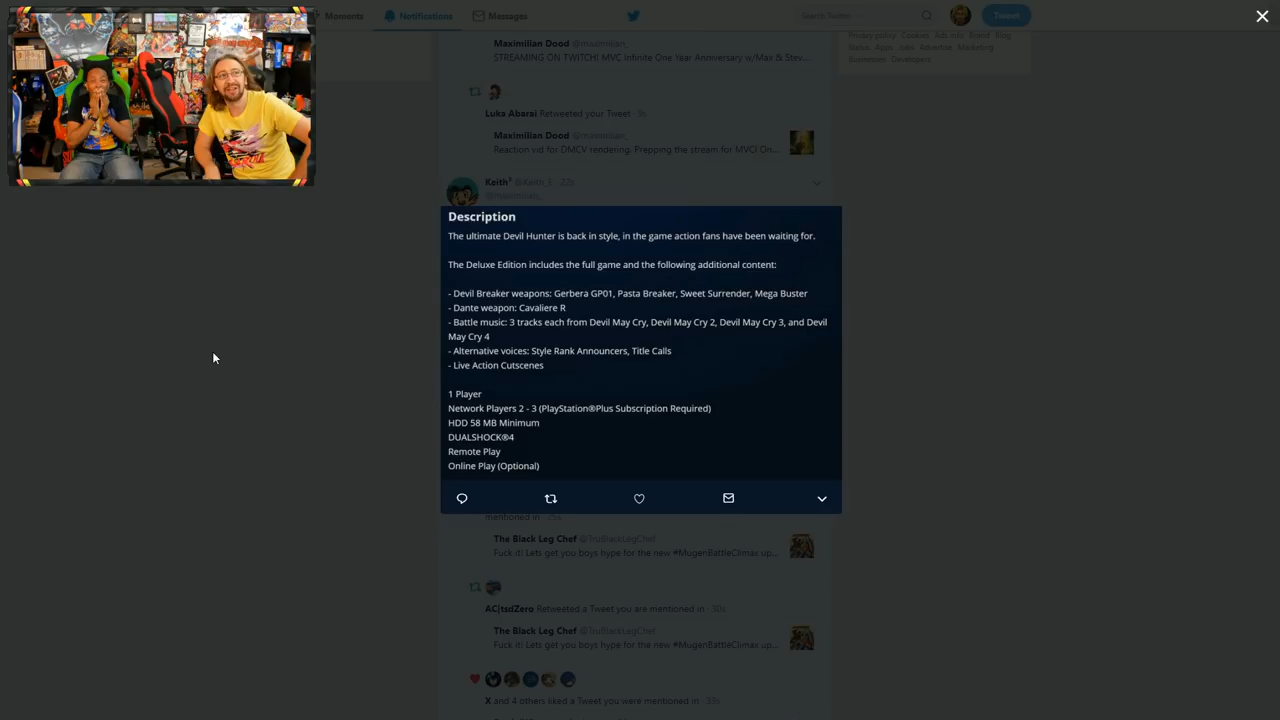 Moments
Notifications
Messages
Search Twitter
Tweet
Privacy policy Cookies Ads info Brand Blog
Status Apps Jobs Advertise Marketing
Businesses Developers
Maximilian Dood @maximilian_
STREAMING ON TWITCH! MVC Infinite One Year Anniversary w/Max & Stev...
Luka Abarai Retweeted your Tweet · 9s
Maximilian Dood @maximilian_
Reaction vid for DMCV rendering. Prepping the stream for MVCI On...
Keith² @Keith_E · 22s
@maximilian_
Description
The ultimate Devil Hunter is back in style, in the game action fans have been waiting for.
The Deluxe Edition includes the full game and the following additional content:
- Devil Breaker weapons: Gerbera GP01, Pasta Breaker, Sweet Surrender, Mega Buster
- Dante weapon: Cavaliere R
- Battle music: 3 tracks each from Devil May Cry, Devil May Cry 2, Devil May Cry 3, and Devil
May Cry 4
- Alternative voices: Style Rank Announcers, Title Calls
- Live Action Cutscenes
1 Player
Network Players 2 - 3 (PlayStation®Plus Subscription Required)
HDD 58 MB Minimum
DUALSHOCK®4
Remote Play
Online Play (Optional)
mentioned in · 25s
The Black Leg Chef @TruBlackLegChef
Fuck it! Lets get you boys hype for the new #MugenBattleClimax up...
AC|tsdZero Retweeted a Tweet you are mentioned in · 30s
The Black Leg Chef @TruBlackLegChef
Fuck it! Lets get you boys hype for the new #MugenBattleClimax up...
X and 4 others liked a Tweet you were mentioned in · 33s